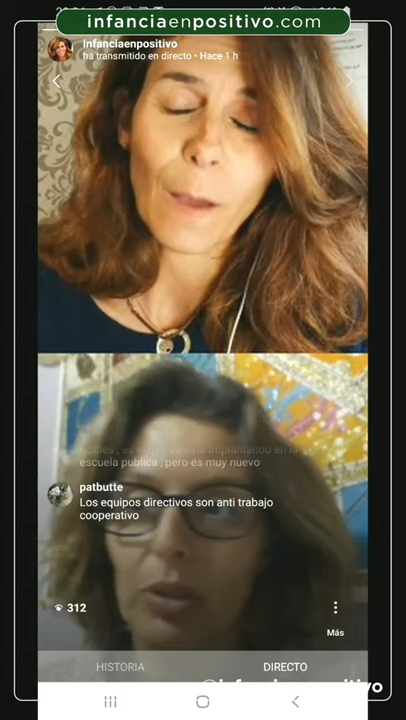 infanciaenpositivo.com
infanciaenpositivo
ha transmitido en directo • Hace 1 h
escuela publica , pero es muy nuevo
patbutte
Los equipos directivos son anti trabajo
cooperativo
312
Más
HISTORIA
DIRECTO